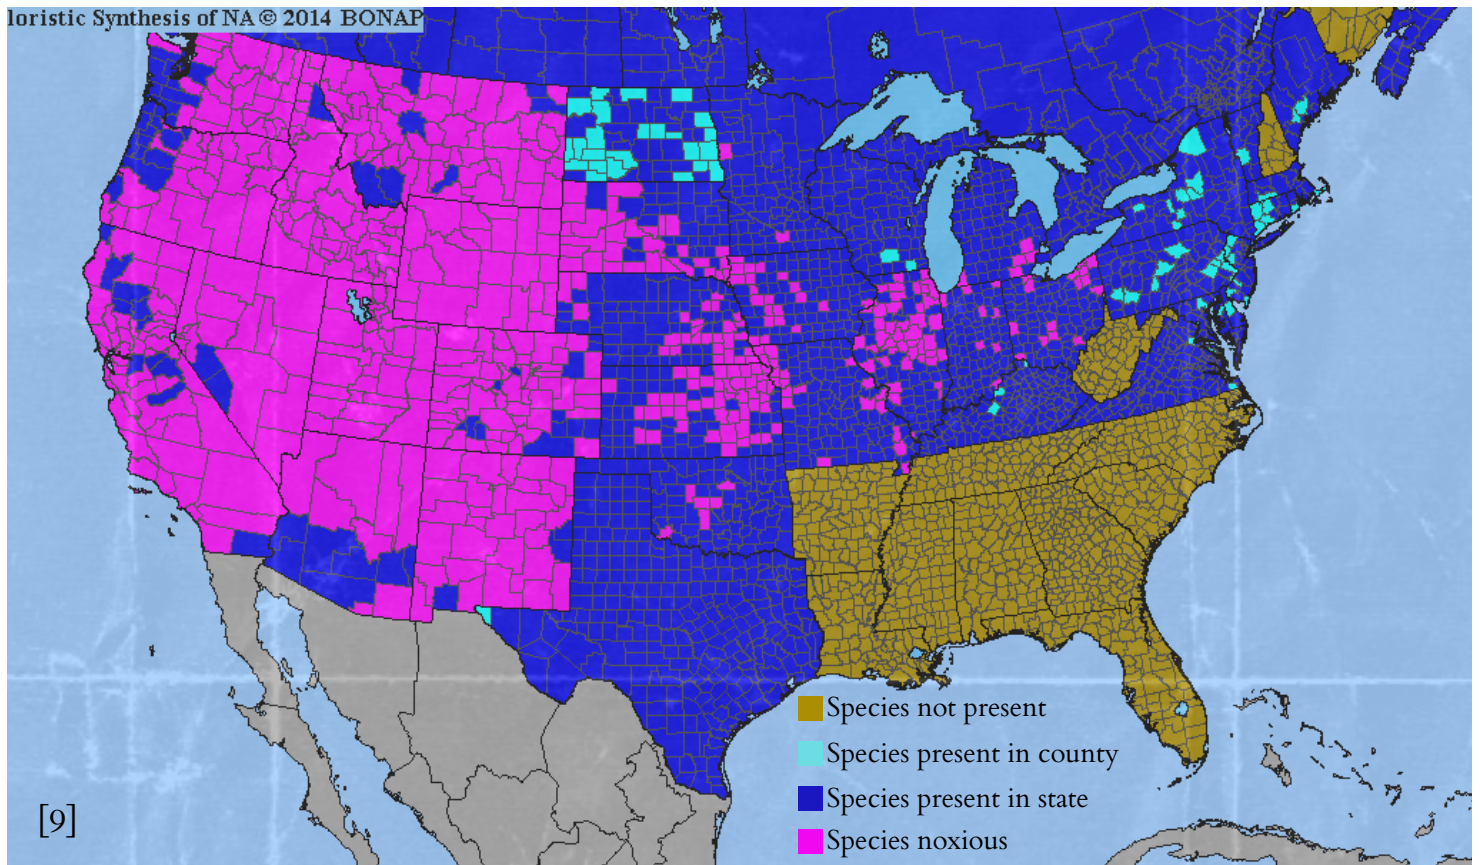 loristic Synthesis of NA © 2014 BONAP
Species not present
Species present in county
Species present in state
Species noxious
[9]